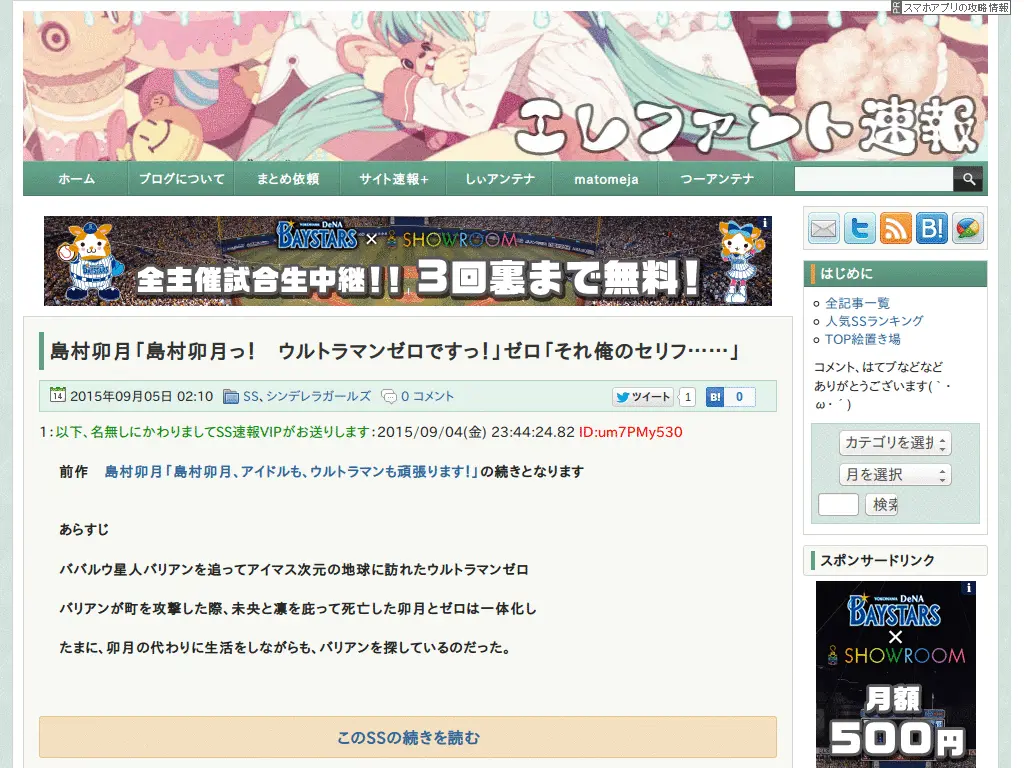 PR スマホアプリの攻略情報
エレファント速報
ホーム ブログについて まとめ依頼 サイト速報+ しぃアンテナ matomeja つーアンテナ
YOKOHAMA DeNA BAYSTARS × SHOWROOM
全主催試合生中継!! 3回裏まで無料!
B!
はじめに
全記事一覧
人気SSランキング
TOP絵置き場
コメント、はてブなどなど
ありがとうございます(｀・
ω・´)
カテゴリを選択
月を選択
検索
スポンサードリンク
YOKOHAMA DeNA
BAYSTARS
×
SHOWROOM
月額
500円
島村卯月「島村卯月っ！　ウルトラマンゼロですっ！」ゼロ「それ俺のセリフ……」
14 2015年09月05日 02:10 SS、シンデレラガールズ 0 コメント ツイート 1 B! 0
1：以下、名無しにかわりましてSS速報VIPがお送りします：2015/09/04(金) 23:44:24.82 ID:um7PMy530
前作　島村卯月「島村卯月、アイドルも、ウルトラマンも頑張ります！」の続きとなります
あらすじ
ババルウ星人バリアンを追ってアイマス次元の地球に訪れたウルトラマンゼロ
バリアンが町を攻撃した際、未央と凛を庇って死亡した卯月とゼロは一体化し
たまに、卯月の代わりに生活をしながらも、バリアンを探しているのだった。
このSSの続きを読む